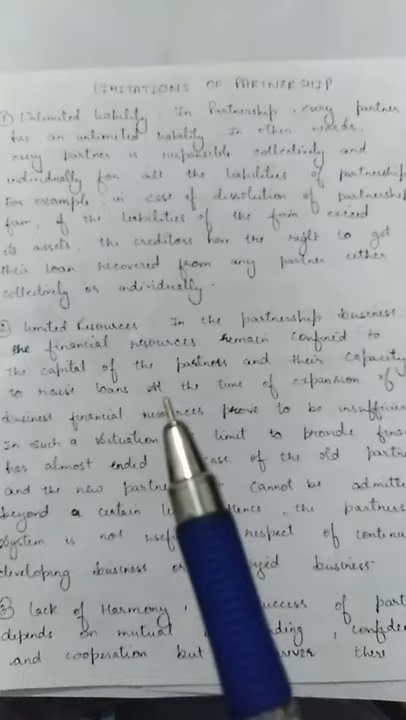 LIMITATIONS OF PARTNERSHIP
① Unlimited liability: In Partnership, every partner
has an unlimited liability in other words,
every partner is responsible collectively and
individually for all the liabilities of partnership
For example, in case of dissolution of partnership
firm, if the liabilities of the firm exceed
its assets, the creditors have the right to get
their loan recovered from any partner either
collectively or individually.
② Limited Resources In the partnership business,
the financial resources remain confined to
the capital of the partners and their capacity
to raise loans at the time of expansion of
business financial resources prove to be
In such a situation limit to provide
has almost ended case of the old
and the new cannot be
beyond a certain the partners
system is not respect of
developing business or business.
③ lack of Harmony, success of
depends on mutual
and cooperation but there